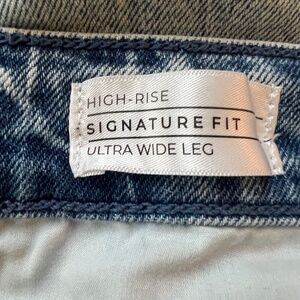 HIGH-RISE
SIGNATURE FIT
ULTRA WIDE LEG